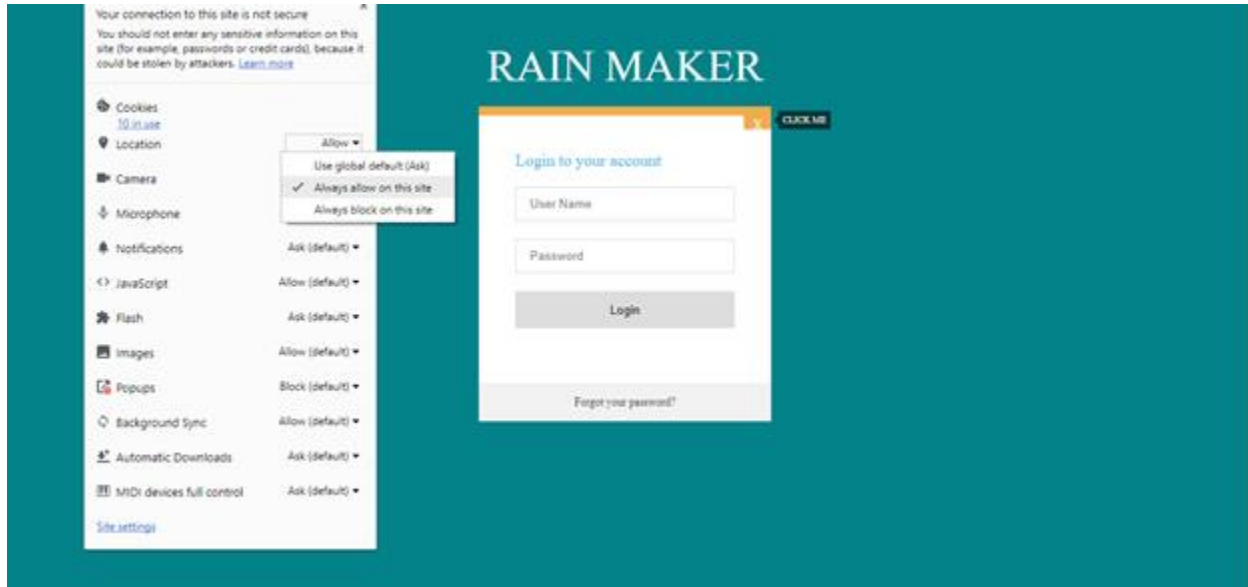 Your connection to this site is not secure
You should not enter any sensitive information on this
site (for example, passwords or credit cards), because it
could be stolen by attackers. Learn more
Cookies
10 in use
Location Allow
Use global default (Ask)
Always allow on this site
Always block on this site
Camera
Microphone
Notifications Ask (default)
JavaScript Allow (default)
Flash Ask (default)
Images Allow (default)
Popups Block (default)
Background Sync Allow (default)
Automatic Downloads Ask (default)
MIDI devices full control Ask (default)
Site settings
RAIN MAKER
X CLICK ME
Login to your account
User Name
Password
Login
Forgot your password?